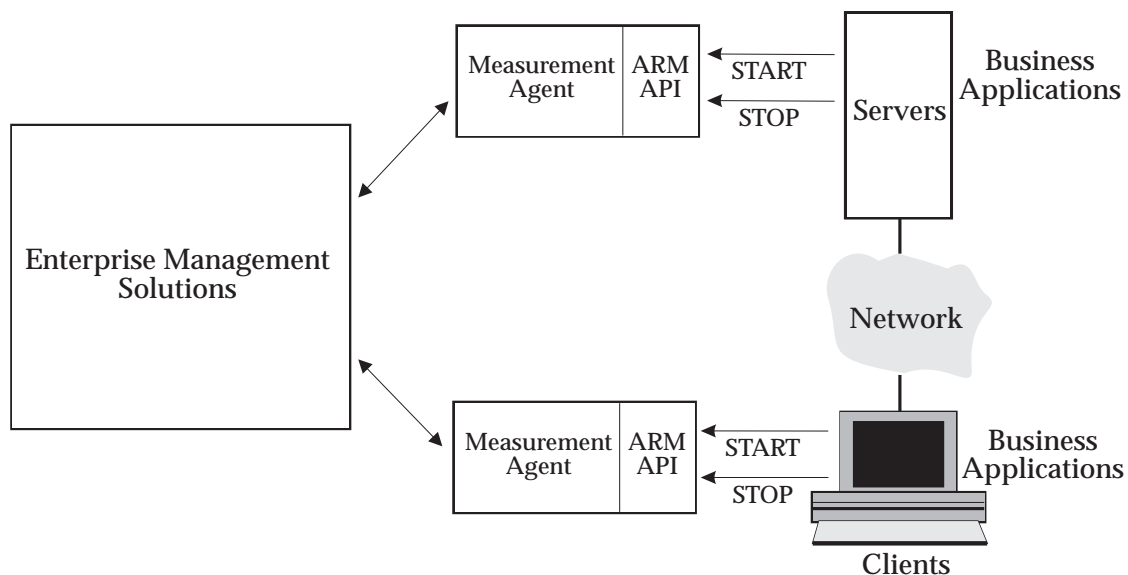 Measurement
Agent
ARM
API
START
STOP
Servers
Business
Applications
Enterprise Management
Solutions
Network
Measurement
Agent
ARM
API
START
STOP
Business
Applications
Clients